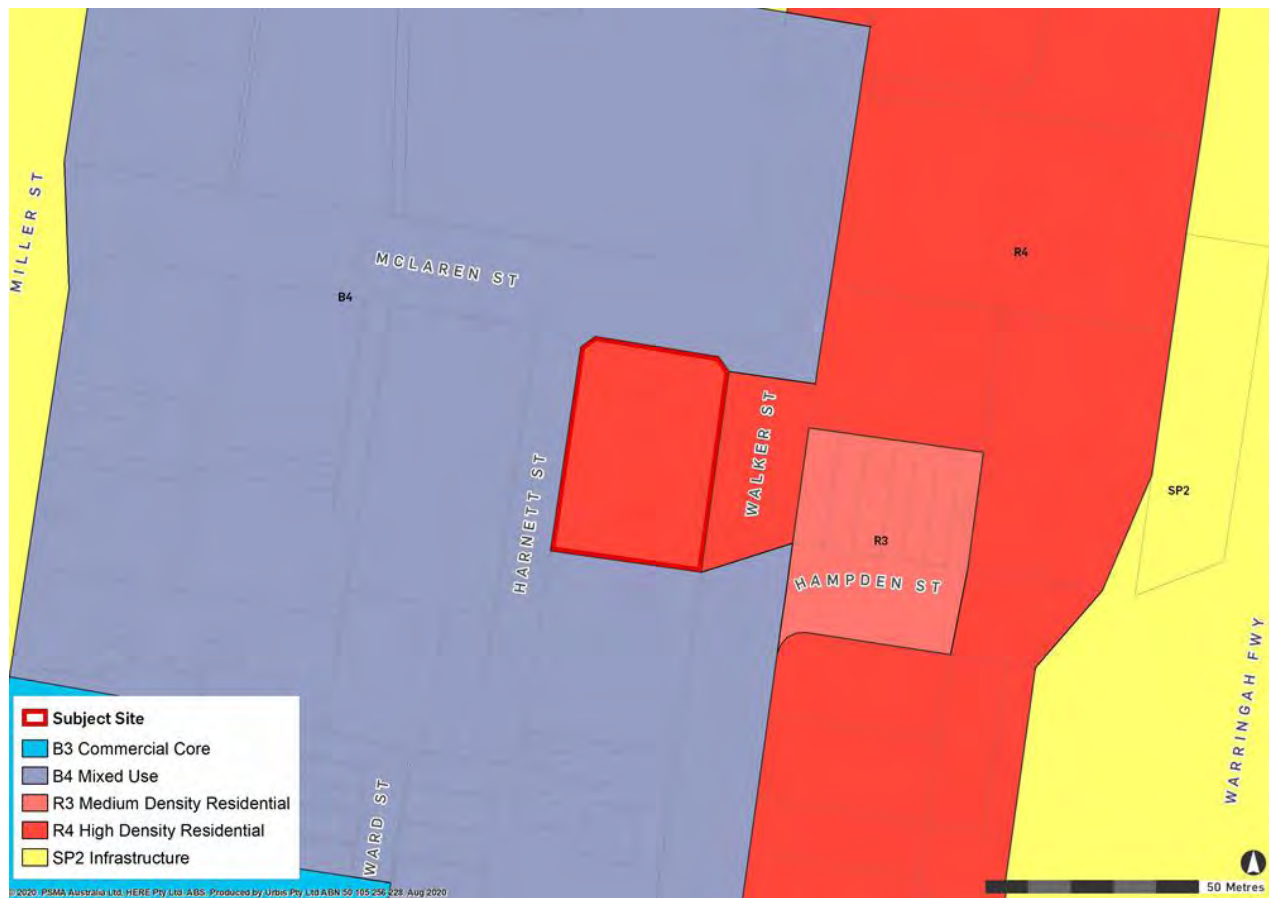 MILLER ST
MCLAREN ST
B4
R4
WALKER ST
HARNETT ST
SP2
R3
HAMPDEN ST
WARRINGAH FWY
WARD ST
Subject Site
B3 Commercial Core
B4 Mixed Use
R3 Medium Density Residential
R4 High Density Residential
SP2 Infrastructure
© 2020. PSMA Australia Ltd, HERE Pty Ltd. ABS. Produced by Urbis Pty Ltd ABN 50 105 256 228. Aug 2020
50 Metres